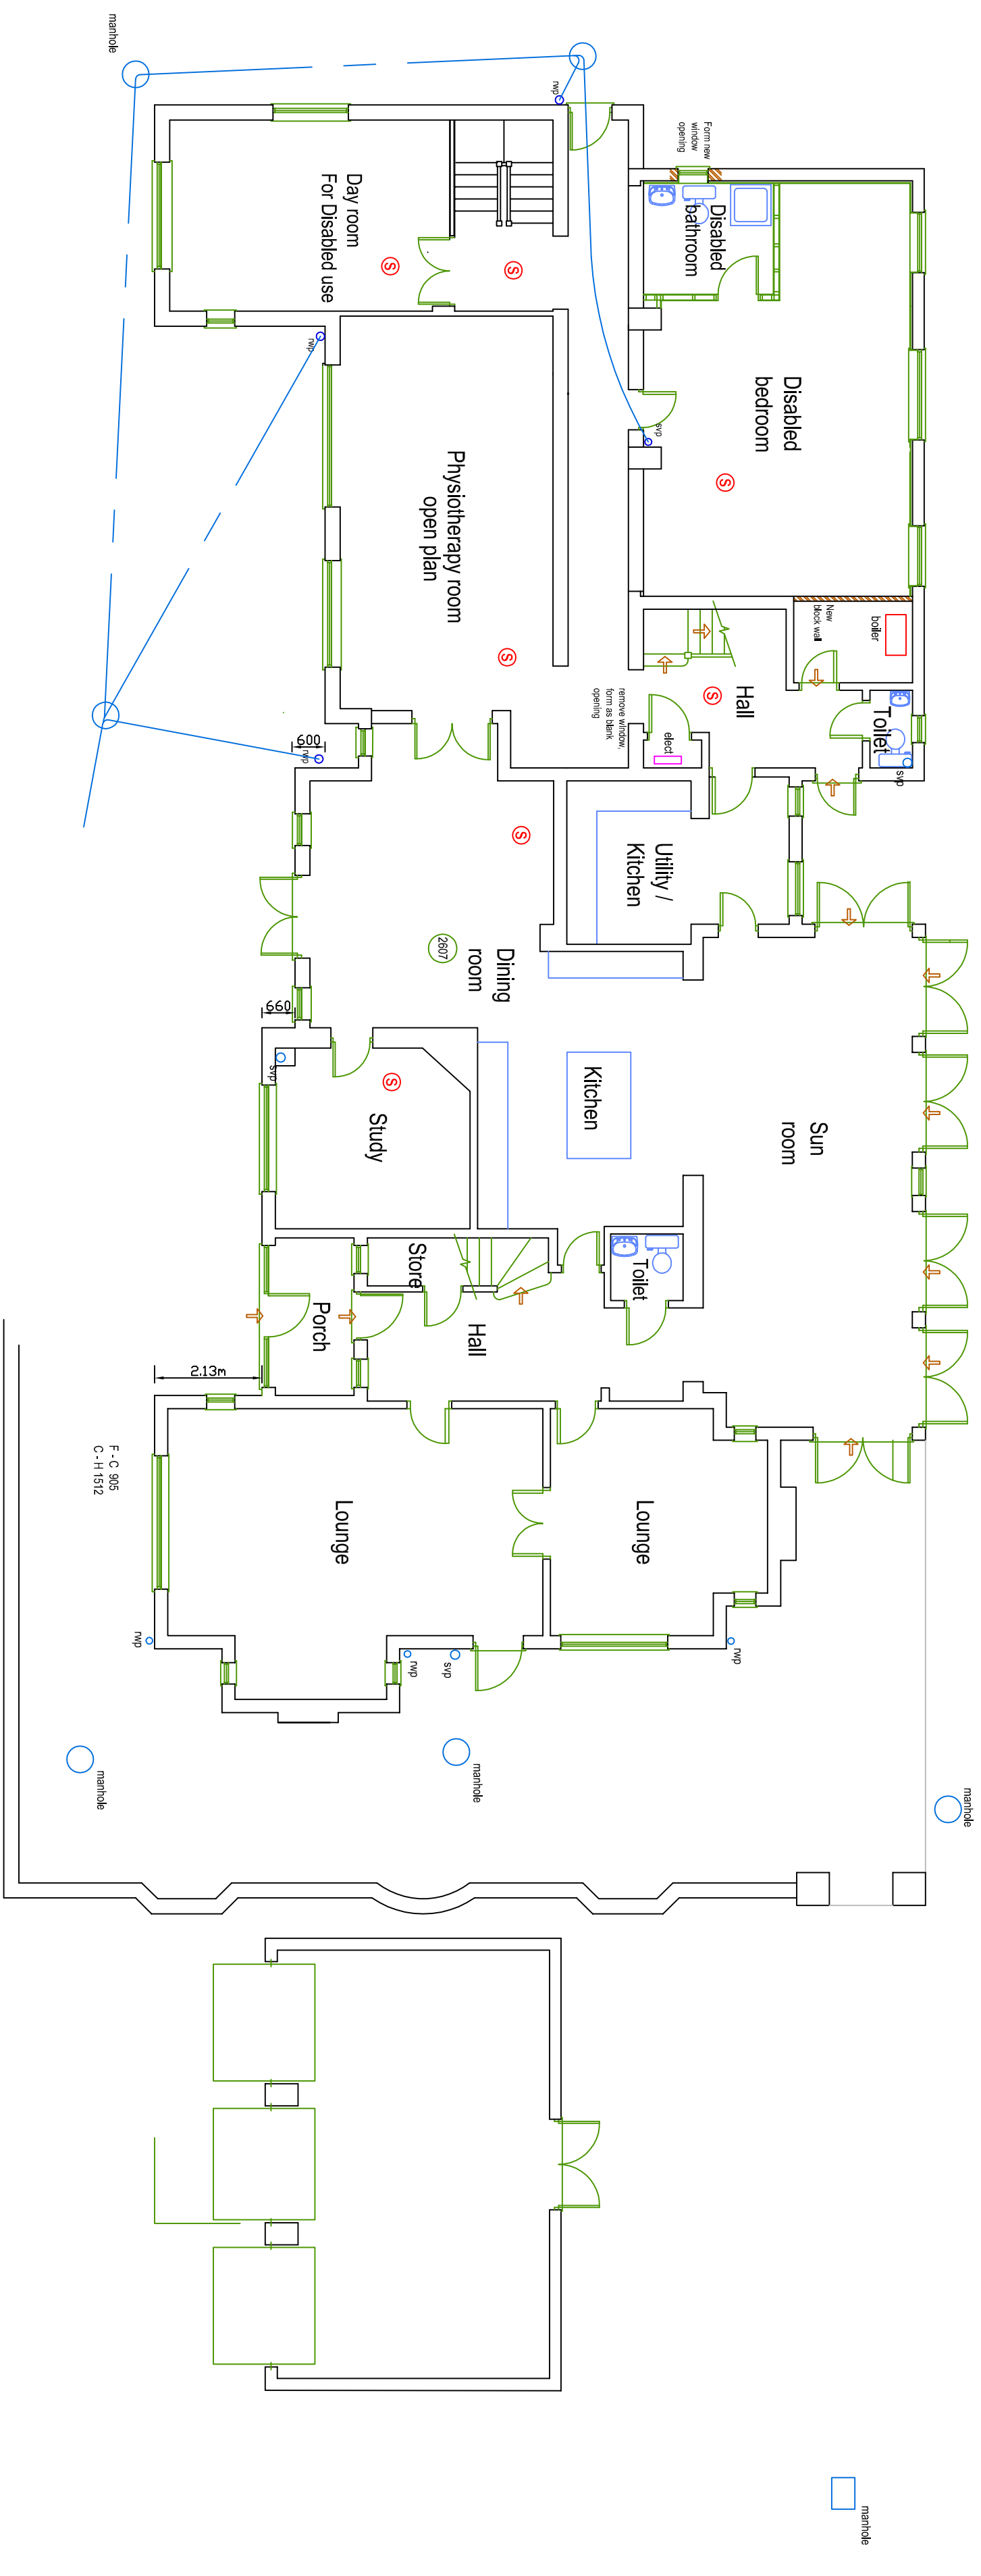 manhole
rwp
Form new
window
opening
Disabled
bathroom
Day room
For Disabled use
S
S
rwp
Disabled
bedroom
svp
S
Physiotherapy room
open plan
S
New
block wall
boiler
Hall
S
Toilet
svp
remove window,
form as blank
opening
elect
600
rwp
S
Utility /
Kitchen
2607
Dining
room
660
svp
S
Study
Kitchen
Sun
room
Store
Toilet
Porch
Hall
2.13m
F - C 905
C - H 1512
Lounge
Lounge
rwp
rwp
svp
rwp
manhole
manhole
manhole
manhole